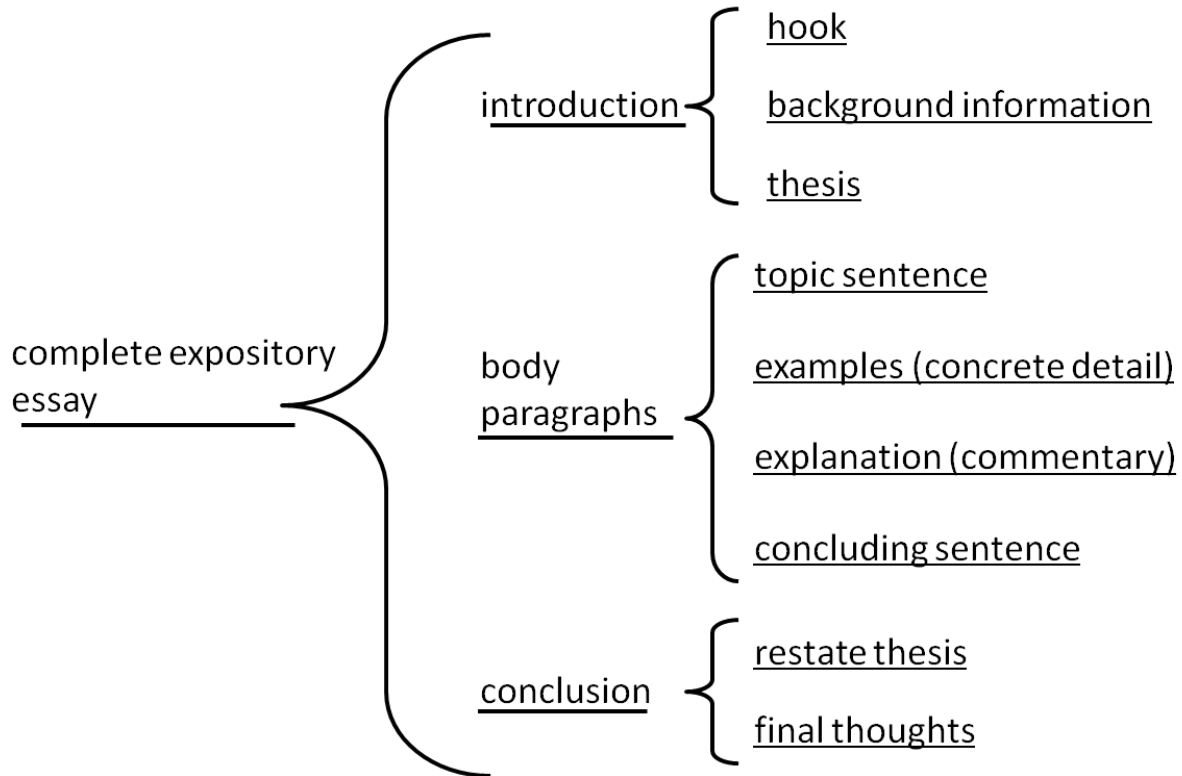 complete expository
essay
introduction
hook
background information
thesis
body
paragraphs
topic sentence
examples (concrete detail)
explanation (commentary)
concluding sentence
conclusion
restate thesis
final thoughts